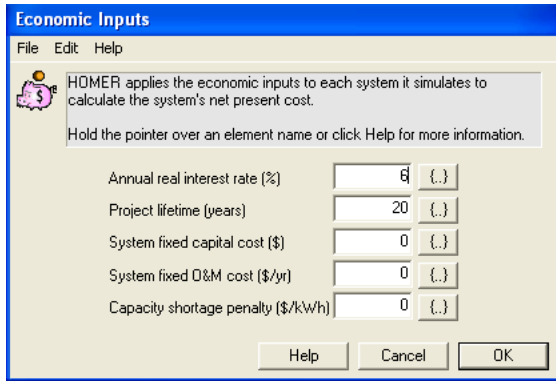 Economic Inputs
File Edit Help
HOMER applies the economic inputs to each system it simulates to
calculate the system's net present cost.
Hold the pointer over an element name or click Help for more information.
Annual real interest rate (%) 6 {..}
Project lifetime (years) 20 {..}
System fixed capital cost ($) 0 {..}
System fixed O&M cost ($/yr) 0 {..}
Capacity shortage penalty ($/kWh) 0 {..}
Help Cancel OK